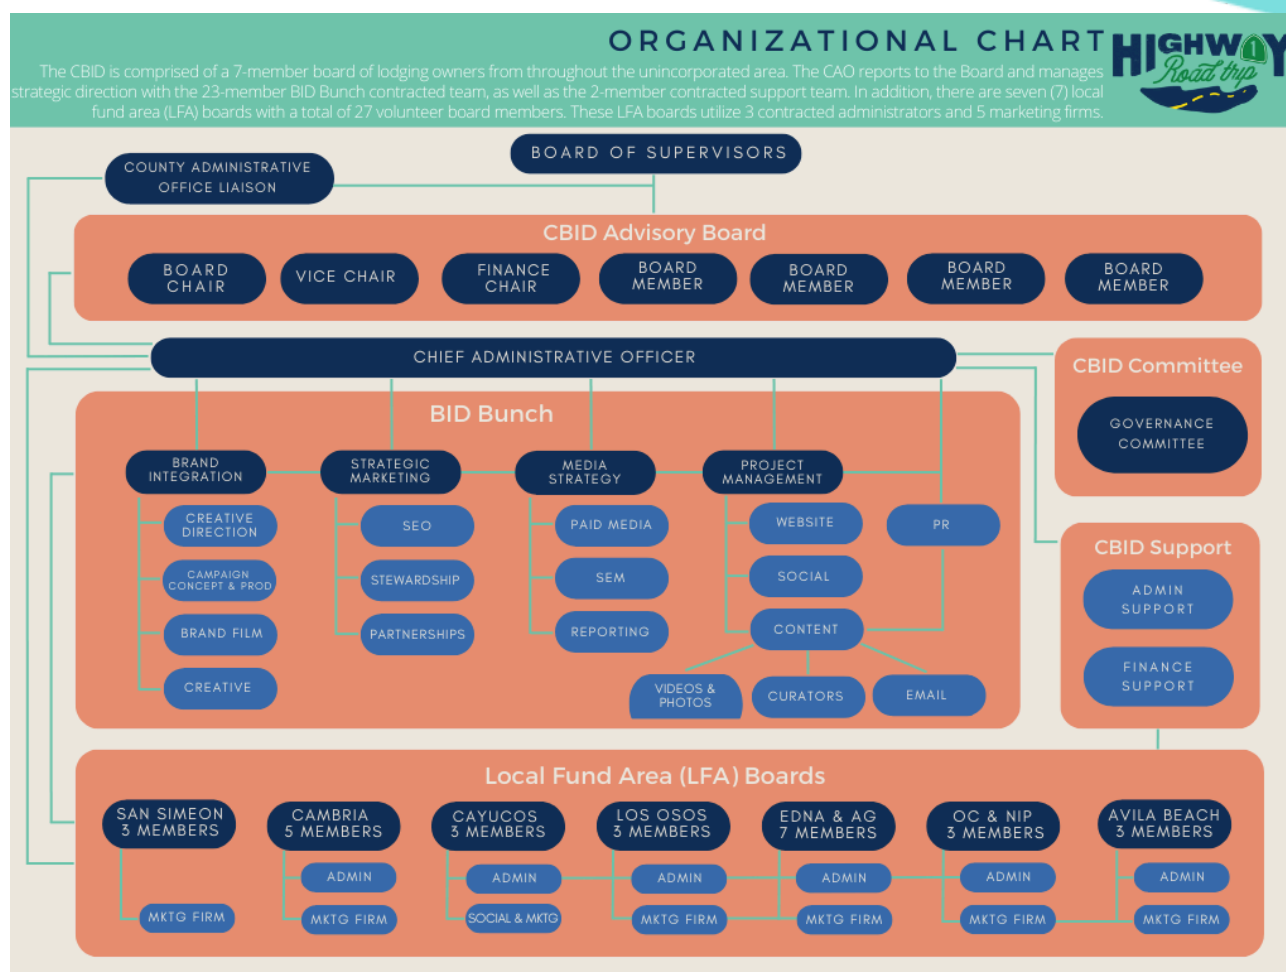 ORGANIZATIONAL CHART
HIGHWAY
1
Road trip
The CBID is comprised of a 7-member board of lodging owners from throughout the unincorporated area. The CAO reports to the Board and manages
strategic direction with the 23-member BID Bunch contracted team, as well as the 2-member contracted support team. In addition, there are seven (7) local
fund area (LFA) boards with a total of 27 volunteer board members. These LFA boards utilize 3 contracted administrators and 5 marketing firms.
BOARD OF SUPERVISORS
COUNTY ADMINISTRATIVE
OFFICE LIAISON
CBID Advisory Board
BOARD
CHAIR
VICE CHAIR
FINANCE
CHAIR
BOARD
MEMBER
BOARD
MEMBER
BOARD
MEMBER
BOARD
MEMBER
CHIEF ADMINISTRATIVE OFFICER
CBID Committee
GOVERNANCE
COMMITTEE
BID Bunch
BRAND
INTEGRATION
CREATIVE
DIRECTION
CAMPAIGN
CONCEPT & PROD
BRAND FILM
CREATIVE
STRATEGIC
MARKETING
SEO
STEWARDSHIP
PARTNERSHIPS
MEDIA
STRATEGY
PAID MEDIA
SEM
REPORTING
PROJECT
MANAGEMENT
WEBSITE
SOCIAL
CONTENT
PR
VIDEOS &
PHOTOS
CURATORS
EMAIL
CBID Support
ADMIN
SUPPORT
FINANCE
SUPPORT
Local Fund Area (LFA) Boards
SAN SIMEON
3 MEMBERS
MKTG FIRM
CAMBRIA
5 MEMBERS
ADMIN
MKTG FIRM
CAYUCOS
3 MEMBERS
ADMIN
SOCIAL & MKTG
LOS OSOS
3 MEMBERS
ADMIN
MKTG FIRM
EDNA & AG
7 MEMBERS
ADMIN
MKTG FIRM
OC & NIP
3 MEMBERS
ADMIN
MKTG FIRM
AVILA BEACH
3 MEMBERS
ADMIN
MKTG FIRM